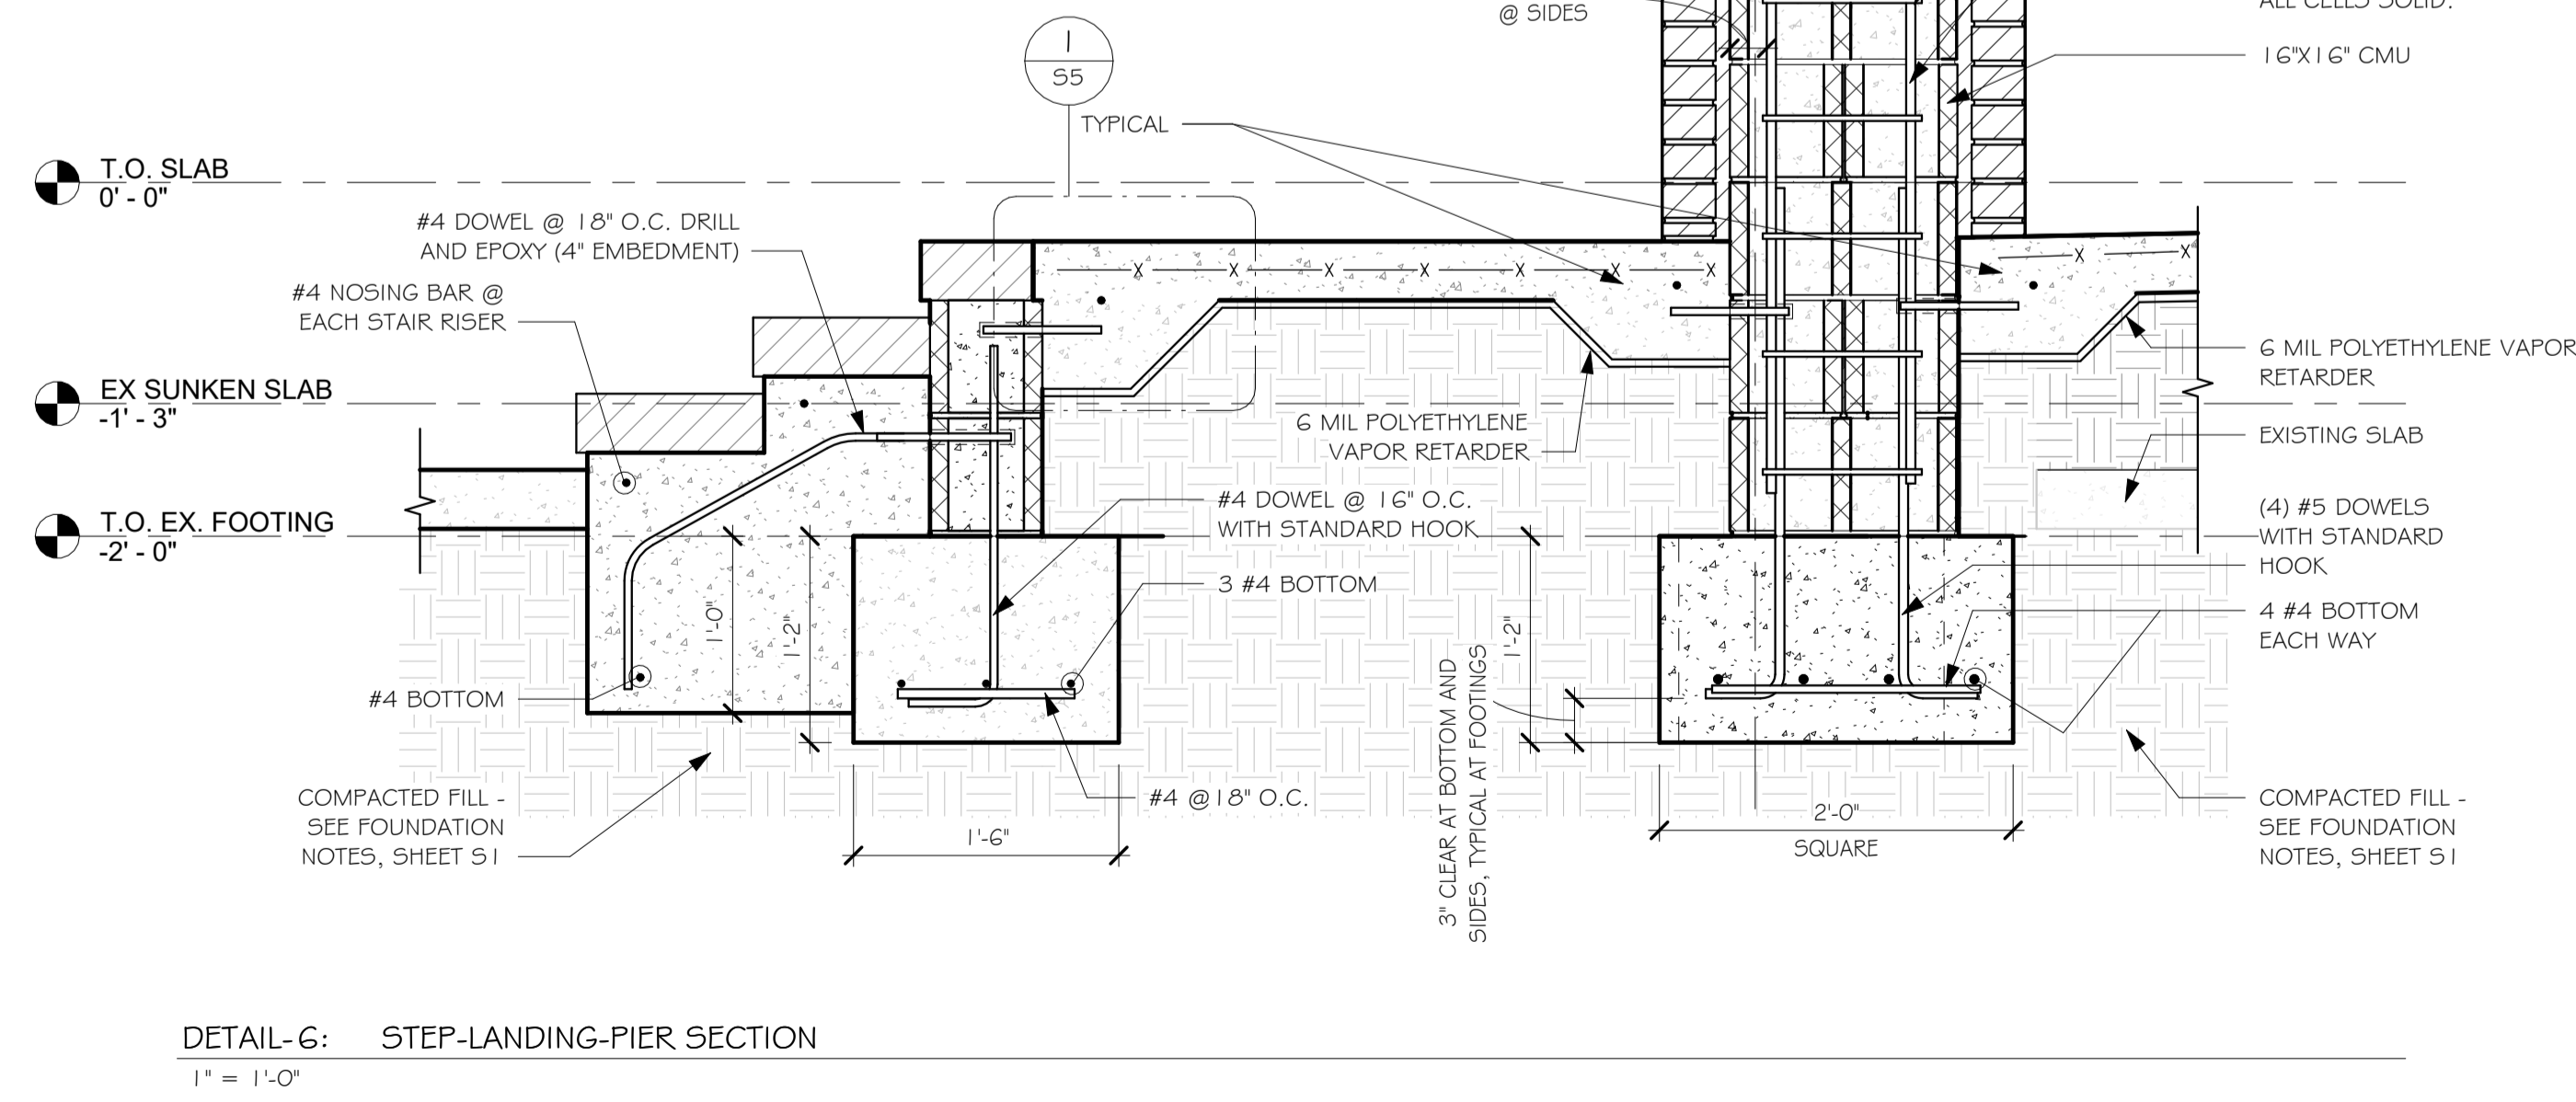 @ SIDES
ALL CELLS SOLID.
16"X16" CMU
1
S5
TYPICAL
T.O. SLAB
0' - 0"
#4 DOWEL @ 18" O.C. DRILL
AND EPOXY (4" EMBEDMENT)
#4 NOSING BAR @
EACH STAIR RISER
X X X X X X X
X X
EX SUNKEN SLAB
-1' - 3"
6 MIL POLYETHYLENE
VAPOR RETARDER
6 MIL POLYETHYLENE VAPOR
RETARDER
EXISTING SLAB
T.O. EX. FOOTING
-2' - 0"
#4 DOWEL @ 16" O.C.
WITH STANDARD HOOK
3 #4 BOTTOM
(4) #5 DOWELS
WITH STANDARD
HOOK
4 #4 BOTTOM
EACH WAY
1'-0"
1'-2"
1'-2"
#4 BOTTOM
3" CLEAR AT BOTTOM AND
SIDES, TYPICAL AT FOOTINGS
COMPACTED FILL -
SEE FOUNDATION
NOTES, SHEET S1
#4 @18" O.C.
1'-6"
2'-0"
SQUARE
COMPACTED FILL -
SEE FOUNDATION
NOTES, SHEET S1
DETAIL-6: STEP-LANDING-PIER SECTION
1" = 1'-0"